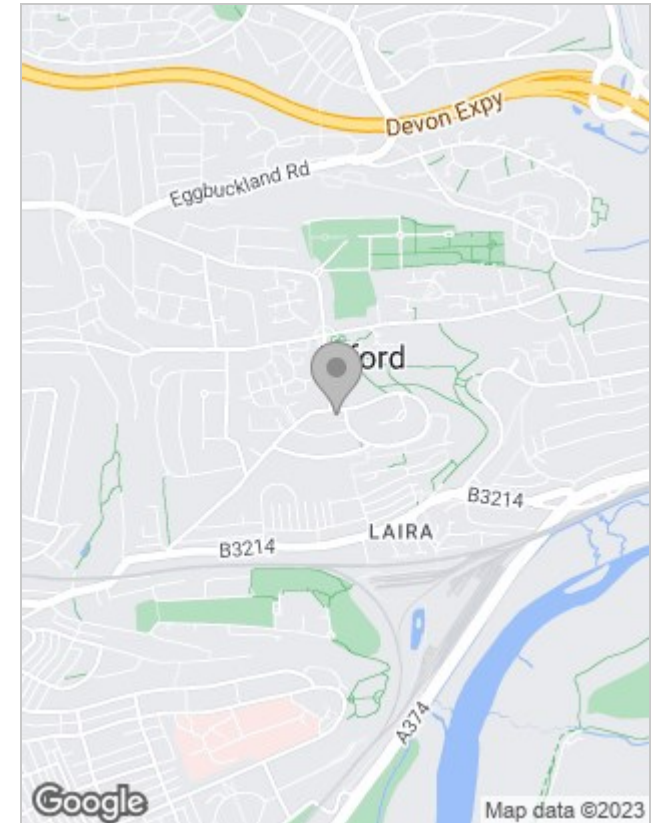 Devon Expy
Eggbuckland Rd
ford
B3214
LAIRA
B3214
A374
Google
Map data ©2023